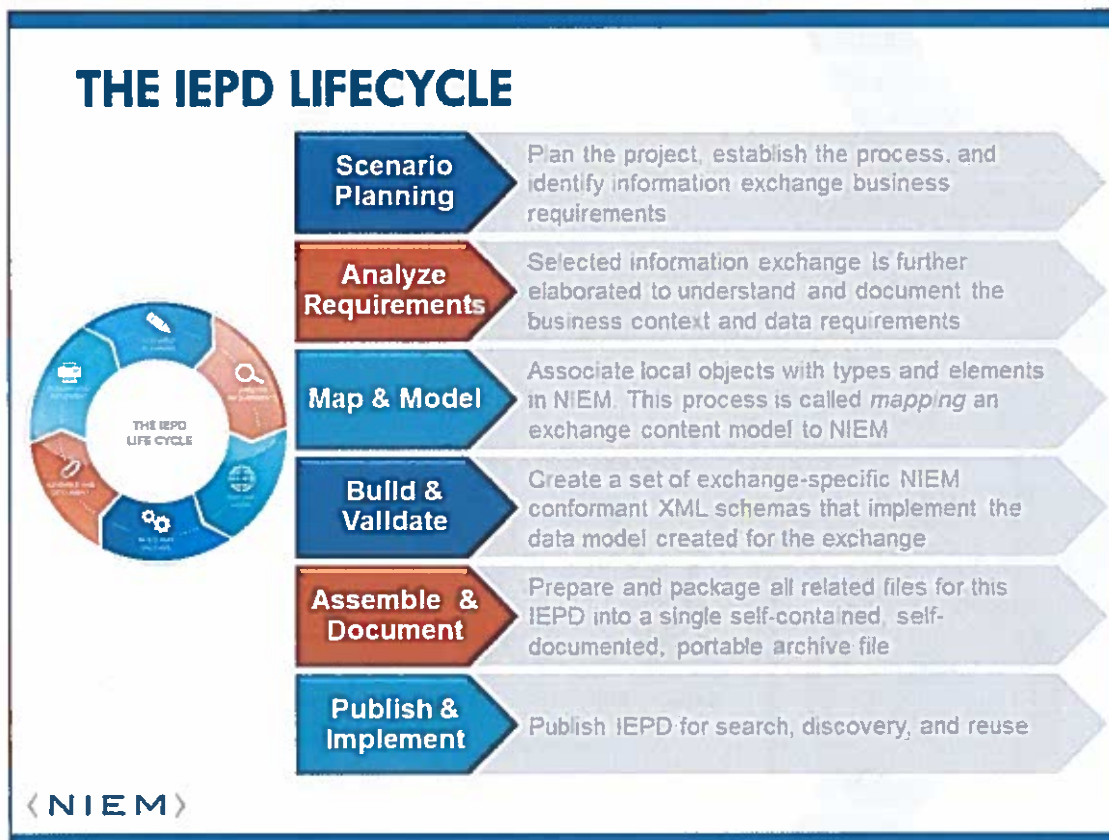 THE IEPD LIFECYCLE
Scenario
Planning
Plan the project, establish the process, and
identify information exchange business
requirements
Analyze
Requirements
Selected information exchange is further
elaborated to understand and document the
business context and data requirements
Map & Model
Associate local objects with types and elements
in NIEM. This process is called mapping an
exchange content model to NIEM
Build &
Validate
Create a set of exchange-specific NIEM
conformant XML schemas that implement the
data model created for the exchange
Assemble &
Document
Prepare and package all related files for this
IEPD into a single self-contained, self-
documented, portable archive file
Publish &
Implement
Publish IEPD for search, discovery, and reuse
THE IEPD
LIFE CYCLE
〈NIEM〉